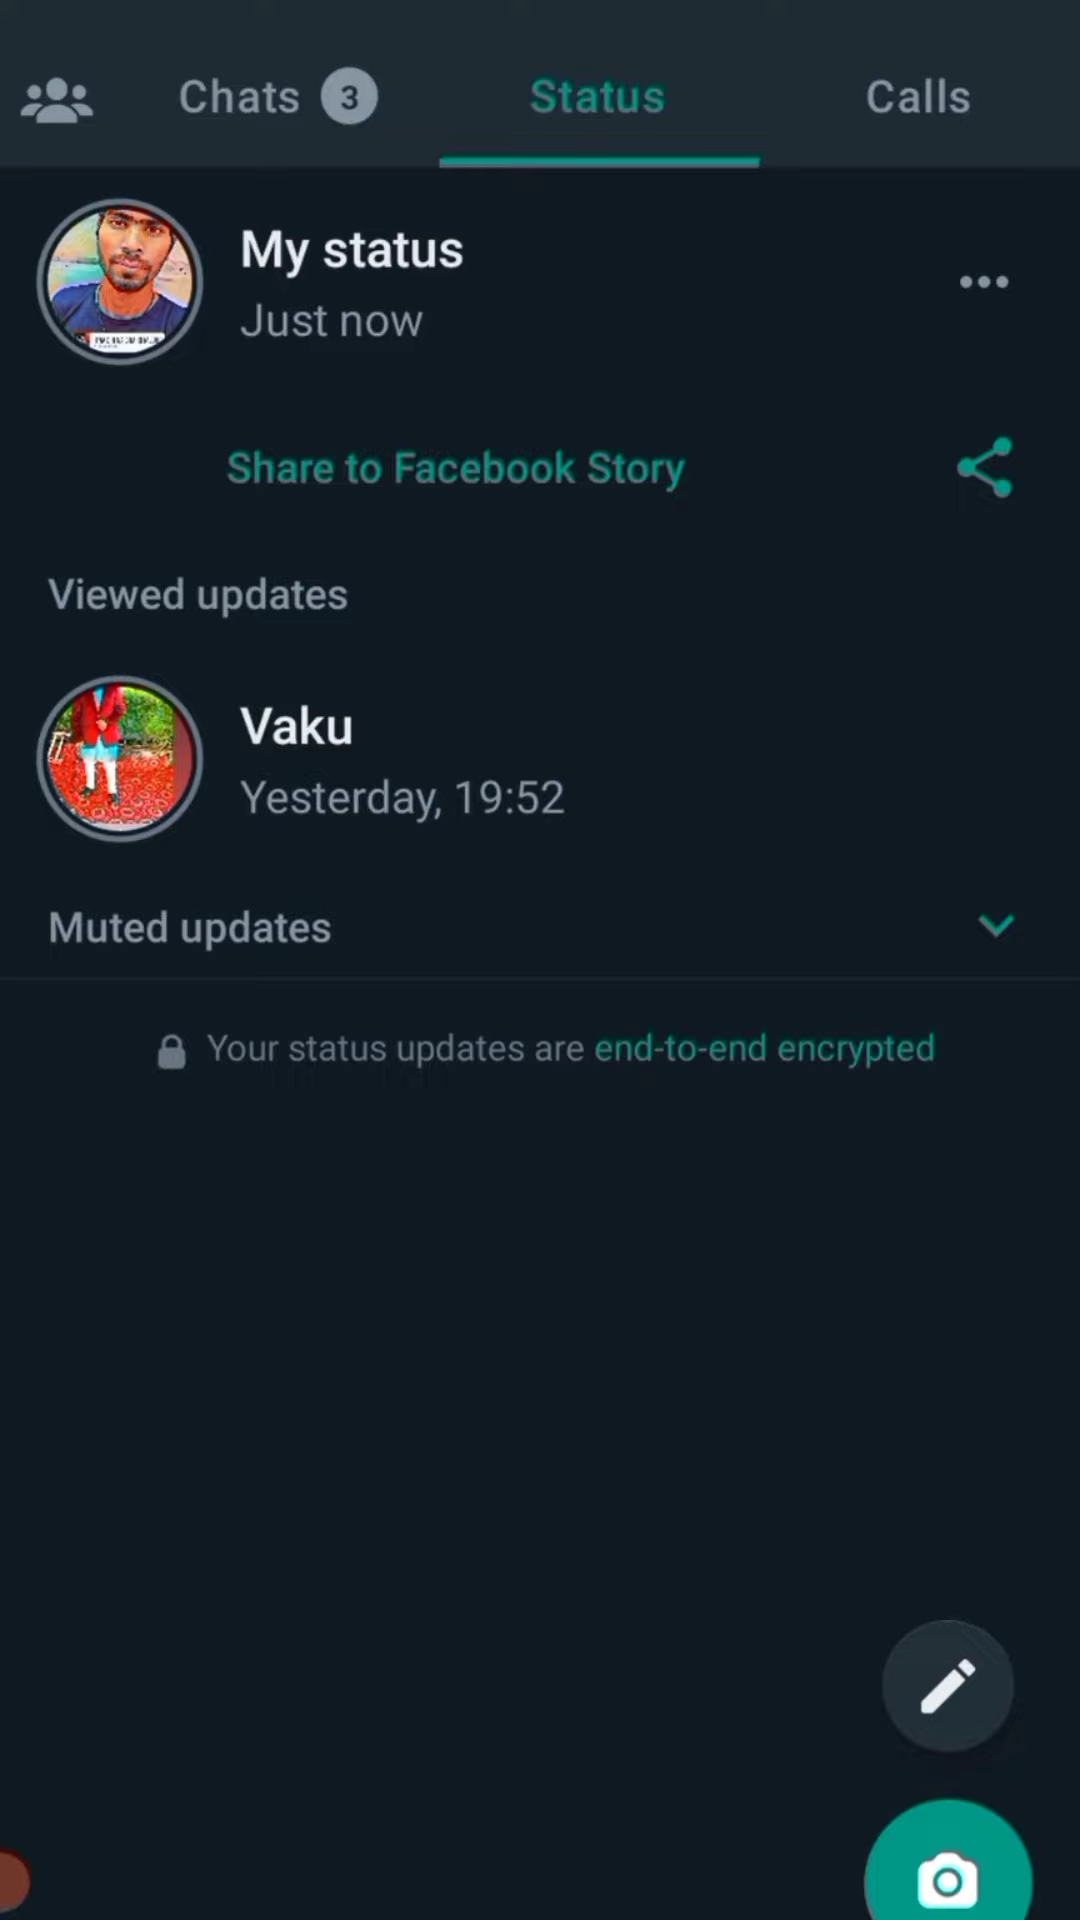 Chats 3 Status Calls
My status
Just now
Share to Facebook Story
Viewed updates
Vaku
Yesterday, 19:52
Muted updates
Your status updates are end-to-end encrypted